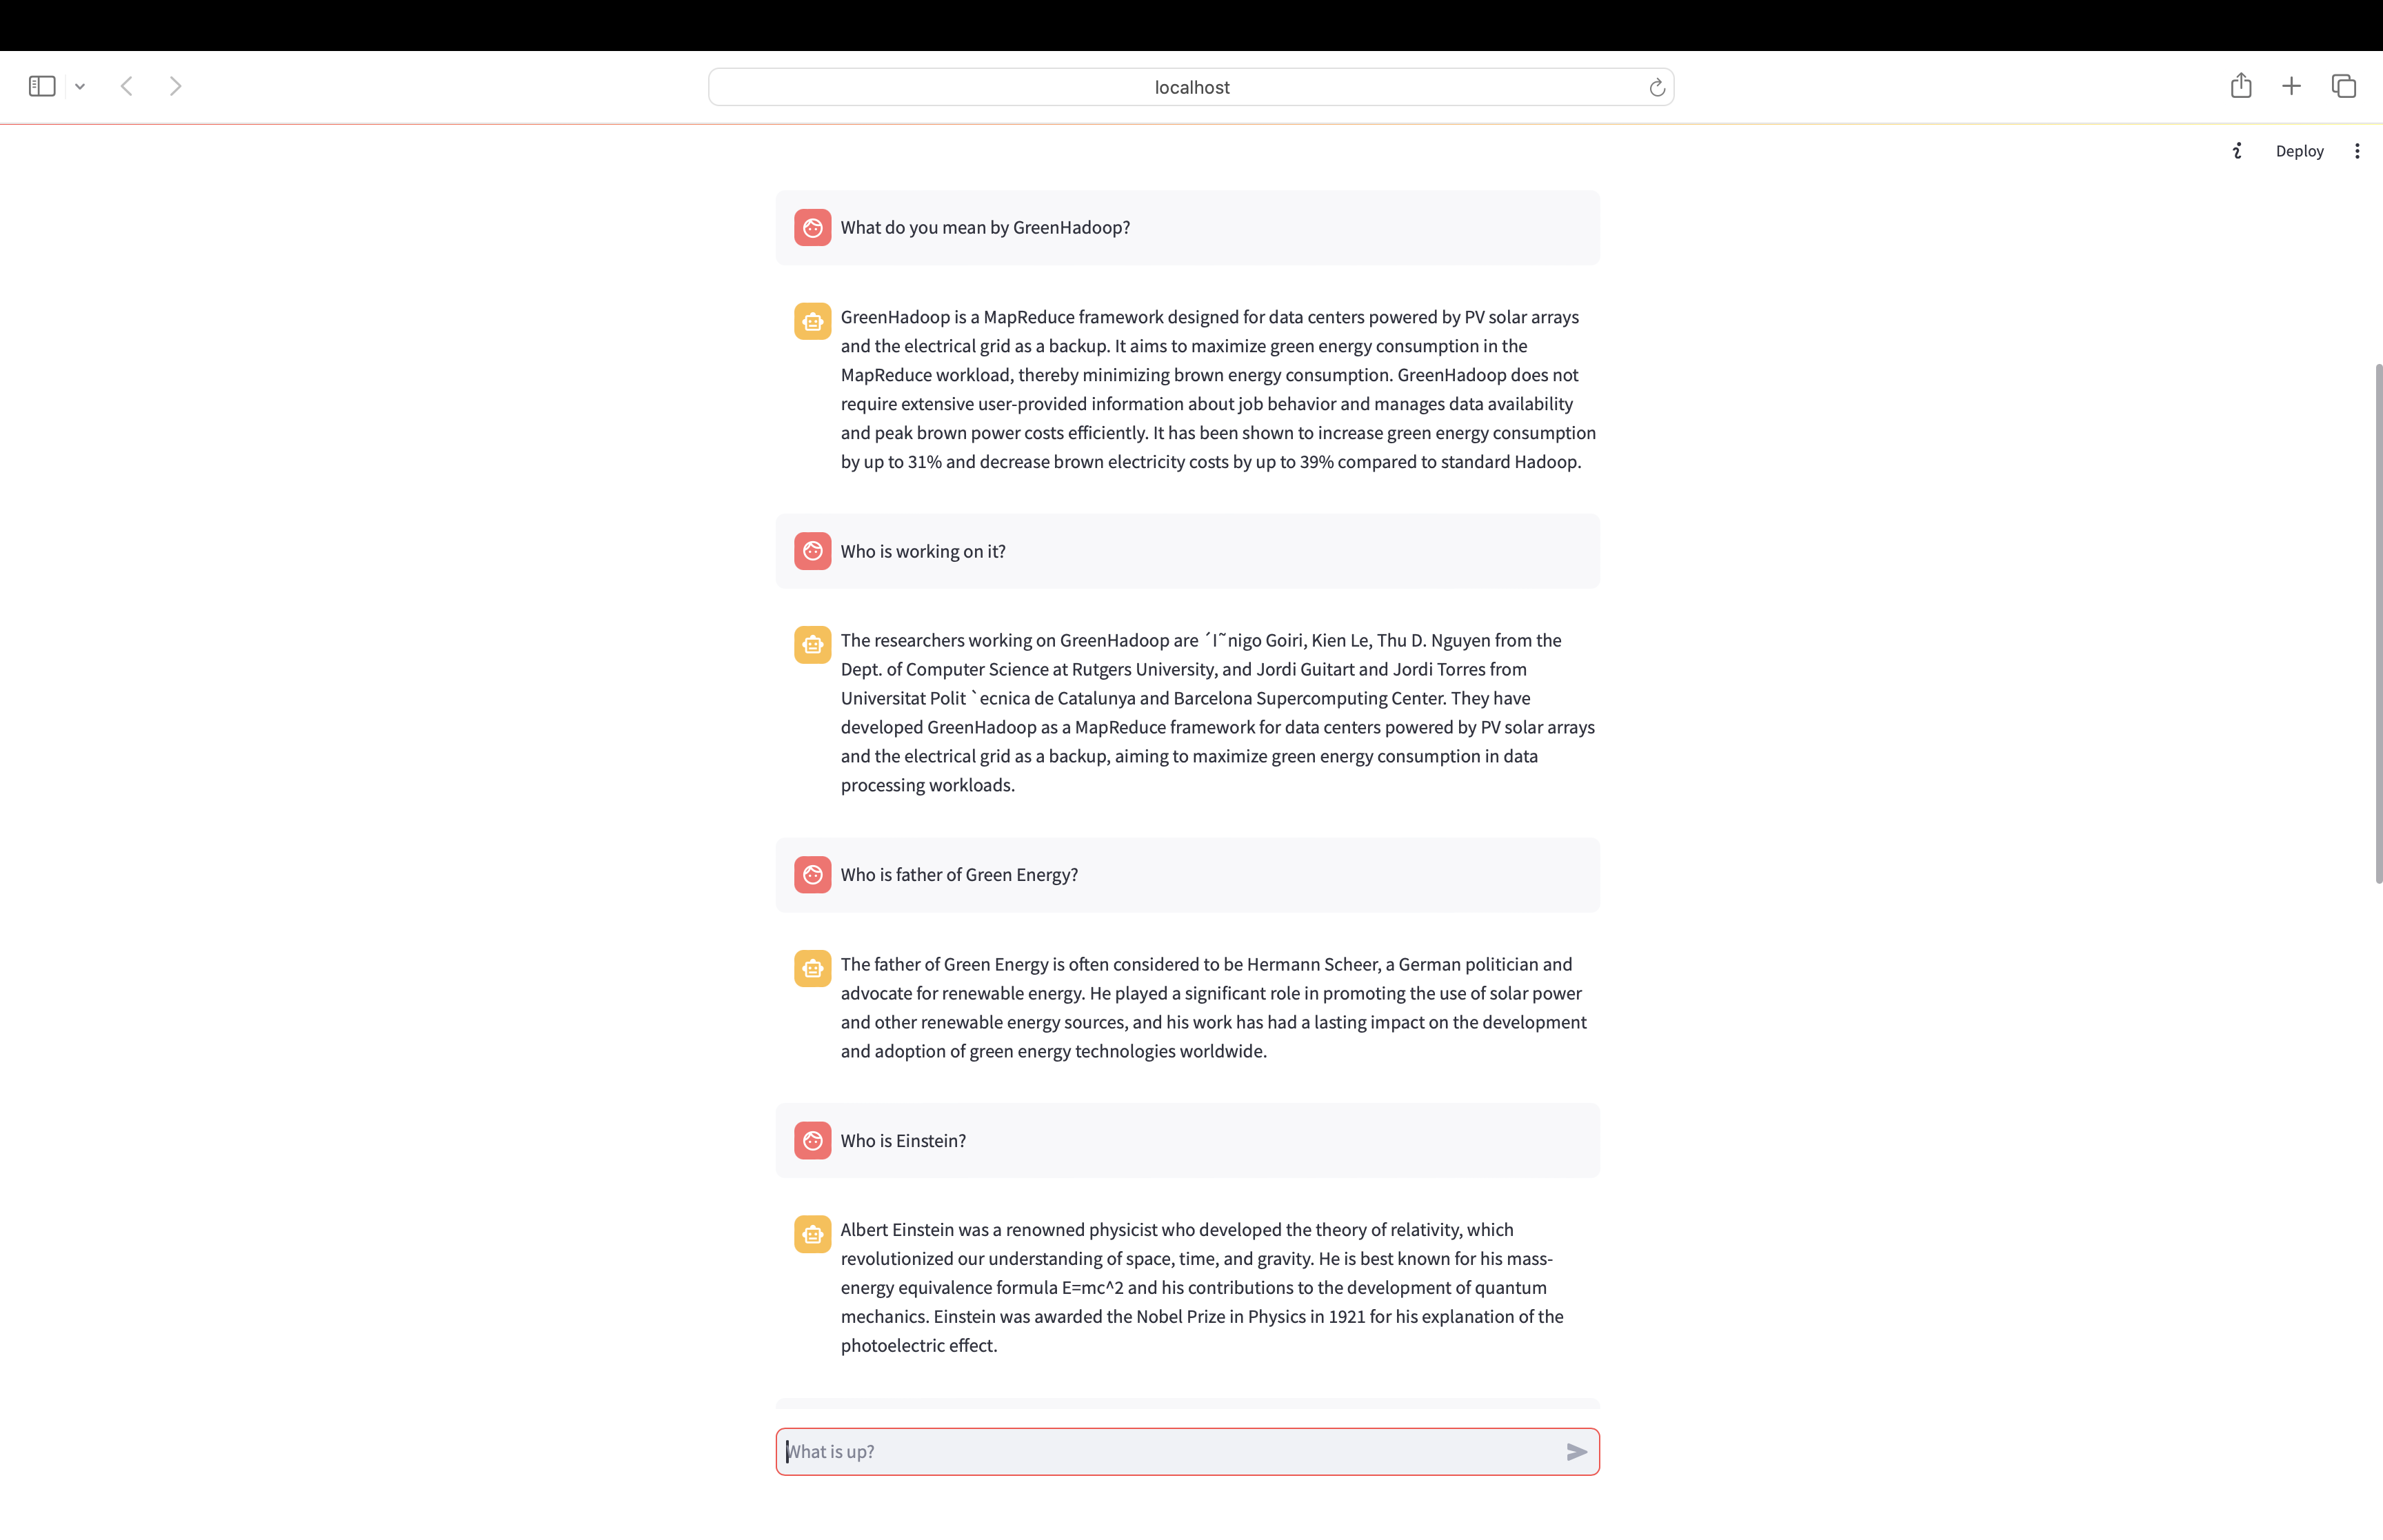 localhost
Deploy
What do you mean by GreenHadoop?
GreenHadoop is a MapReduce framework designed for data centers powered by PV solar arrays
and the electrical grid as a backup. It aims to maximize green energy consumption in the
MapReduce workload, thereby minimizing brown energy consumption. GreenHadoop does not
require extensive user-provided information about job behavior and manages data availability
and peak brown power costs efficiently. It has been shown to increase green energy consumption
by up to 31% and decrease brown electricity costs by up to 39% compared to standard Hadoop.
Who is working on it?
The researchers working on GreenHadoop are ´I˜nigo Goiri, Kien Le, Thu D. Nguyen from the
Dept. of Computer Science at Rutgers University, and Jordi Guitart and Jordi Torres from
Universitat Polit `ecnica de Catalunya and Barcelona Supercomputing Center. They have
developed GreenHadoop as a MapReduce framework for data centers powered by PV solar arrays
and the electrical grid as a backup, aiming to maximize green energy consumption in data
processing workloads.
Who is father of Green Energy?
The father of Green Energy is often considered to be Hermann Scheer, a German politician and
advocate for renewable energy. He played a significant role in promoting the use of solar power
and other renewable energy sources, and his work has had a lasting impact on the development
and adoption of green energy technologies worldwide.
Who is Einstein?
Albert Einstein was a renowned physicist who developed the theory of relativity, which
revolutionized our understanding of space, time, and gravity. He is best known for his mass-
energy equivalence formula E=mc^2 and his contributions to the development of quantum
mechanics. Einstein was awarded the Nobel Prize in Physics in 1921 for his explanation of the
photoelectric effect.
What is up?